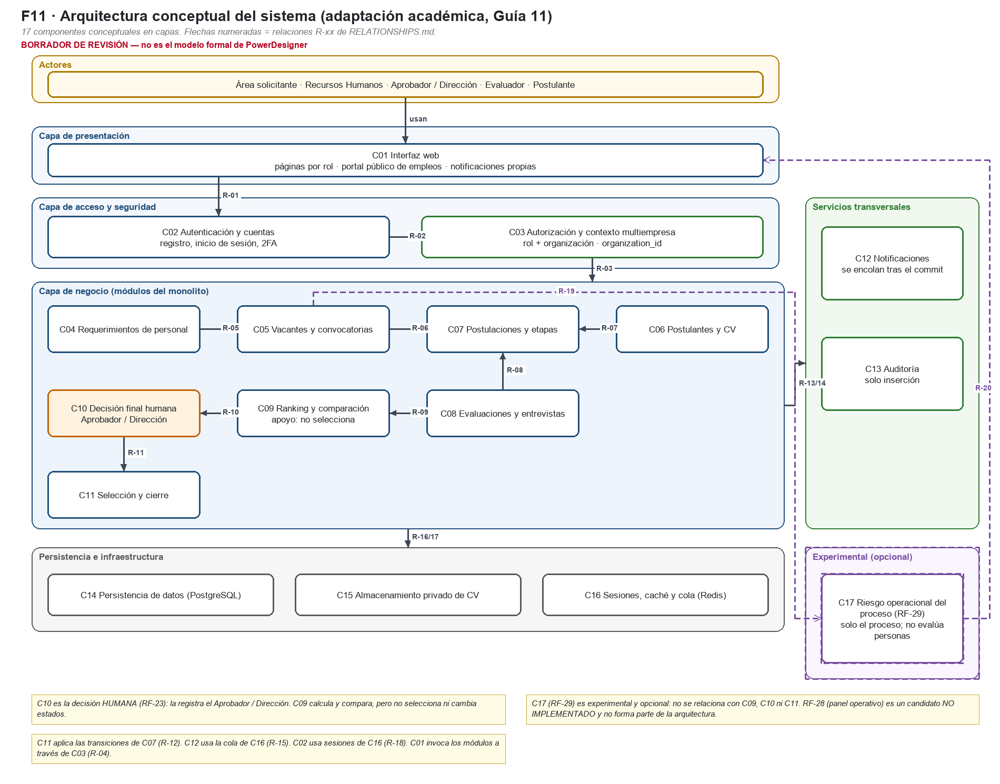 F11 · Arquitectura conceptual del sistema (adaptación académica, Guía 11)
17 componentes conceptuales en capas. Flechas numeradas = relaciones R-xx de RELATIONSHIPS.md.
BORRADOR DE REVISIÓN — no es el modelo formal de PowerDesigner
Actores
Área solicitante · Recursos Humanos · Aprobador / Dirección · Evaluador · Postulante
usan
Capa de presentación
C01 Interfaz web
páginas por rol · portal público de empleos · notificaciones propias
R-01
Capa de acceso y seguridad
C02 Autenticación y cuentas
registro, inicio de sesión, 2FA
R-02
C03 Autorización y contexto multiempresa
rol + organización · organization_id
R-03
Servicios transversales
C12 Notificaciones
se encolan tras el commit
C13 Auditoría
solo inserción
Capa de negocio (módulos del monolito)
R-19
C04 Requerimientos de personal
R-05
C05 Vacantes y convocatorias
R-06
C07 Postulaciones y etapas
R-07
C06 Postulantes y CV
R-08
R-13/14
R-20
C10 Decisión final humana
Aprobador / Dirección
R-10
C09 Ranking y comparación
apoyo: no selecciona
R-09
C08 Evaluaciones y entrevistas
R-11
C11 Selección y cierre
R-16/17
Persistencia e infraestructura
C14 Persistencia de datos (PostgreSQL)
C15 Almacenamiento privado de CV
C16 Sesiones, caché y cola (Redis)
Experimental (opcional)
C17 Riesgo operacional del
proceso (RF-29)
solo el proceso; no evalúa
personas
C10 es la decisión HUMANA (RF-23): la registra el Aprobador / Dirección. C09 calcula y compara, pero no selecciona ni cambia
estados.
C17 (RF-29) es experimental y opcional: no se relaciona con C09, C10 ni C11. RF-28 (panel operativo) es un candidato NO
IMPLEMENTADO y no forma parte de la arquitectura.
C11 aplica las transiciones de C07 (R-12). C12 usa la cola de C16 (R-15). C02 usa sesiones de C16 (R-18). C01 invoca los módulos a
través de C03 (R-04).